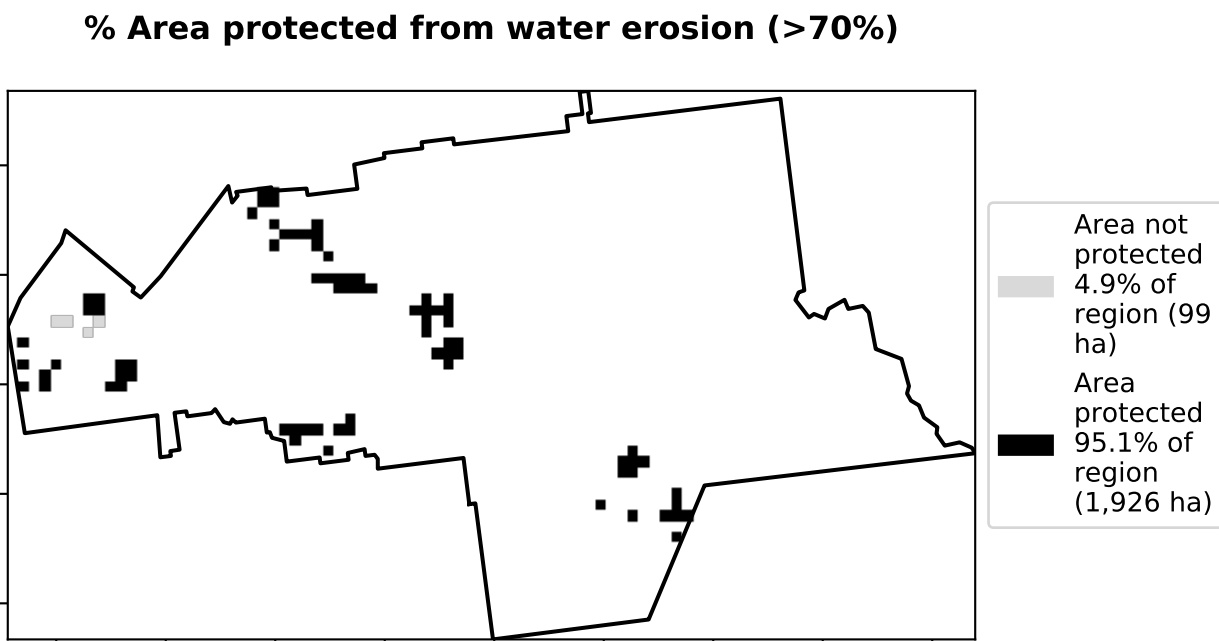 % Area protected from water erosion (>70%)
Area not
protected
4.9% of
region (99
ha)
Area
protected
95.1% of
region
(1,926 ha)